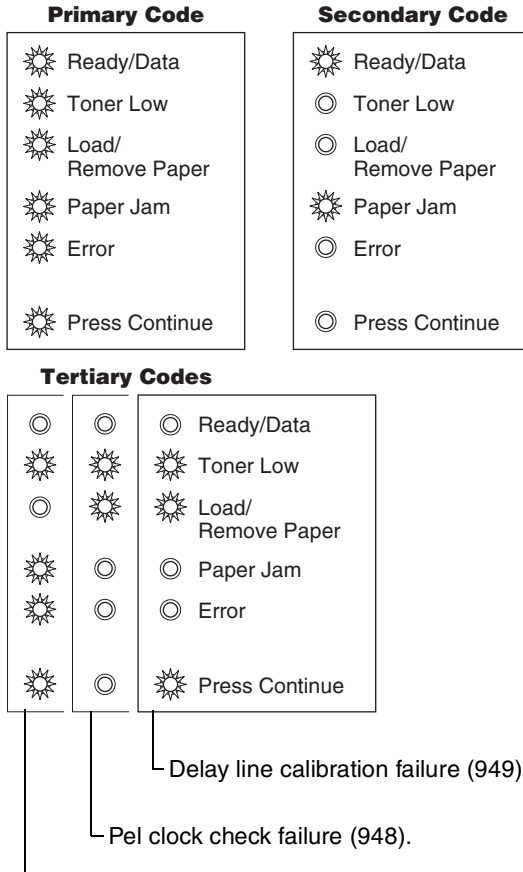 Primary Code
Secondary Code
Ready/Data
Toner Low
Load/
Remove Paper
Paper Jam
Error
Press Continue
Ready/Data
Toner Low
Load/
Remove Paper
Paper Jam
Error
Press Continue
Tertiary Codes
Ready/Data
Toner Low
Load/
Remove Paper
Paper Jam
Error
Press Continue
Delay line calibration failure (949)
Pel clock check failure (948).